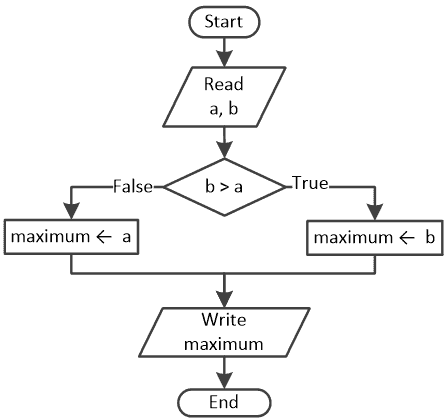 Start
Read
a, b
False
b > a
True
maximum ← a
maximum ← b
Write
maximum
End